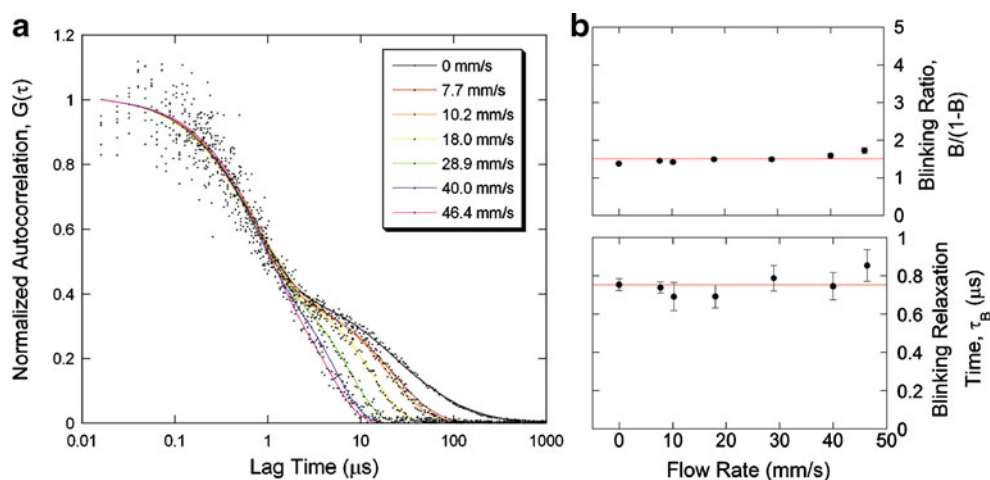 a
Normalized Autocorrelation, G(τ)
1.2
1
0.8
0.6
0.4
0.2
0
0.01
0.1
1
10
100
1000
Lag Time (μs)
0 mm/s
7.7 mm/s
10.2 mm/s
18.0 mm/s
28.9 mm/s
40.0 mm/s
46.4 mm/s
b
5
4
3
2
1
0
Blinking Ratio,
B/(1-B)
1
0.8
0.6
0.4
0.2
0
Blinking Relaxation
Time, τB (μs)
0
10
20
30
40
50
Flow Rate (mm/s)